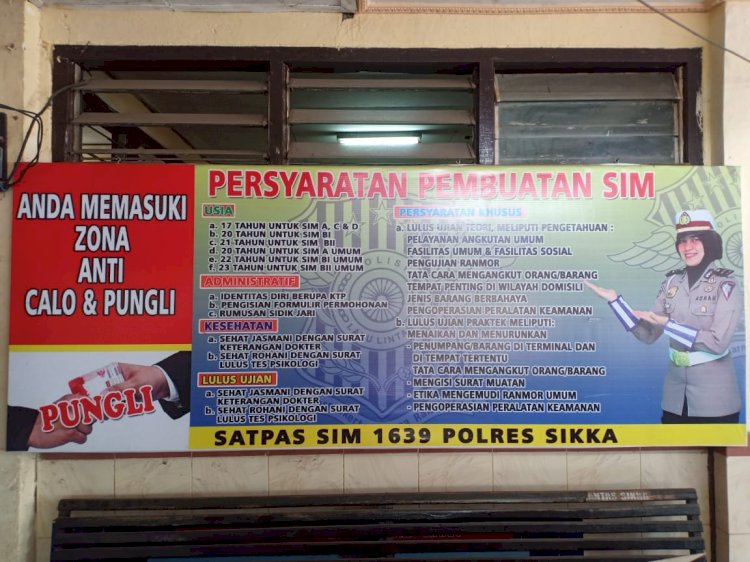 ANDA MEMASUKI
ZONA
ANTI
CALO & PUNGLI
PUNGLI
PERSYARATAN PEMBUATAN SIM
USIA
a. 17 TAHUN UNTUK SIM A, C & D
b. 20 TAHUN UNTUK SIM BI
c. 21 TAHUN UNTUK SIM BII
d. 20 TAHUN UNTUK SIM A UMUM
e. 22 TAHUN UNTUK SIM BI UMUM
f. 23 TAHUN UNTUK SIM BII UMUM
ADMINISTRATIF
a. IDENTITAS DIRI BERUPA KTP
b. PENGISIAN FORMULIR PERMOHONAN
c. RUMUSAN SIDIK JARI
KESEHATAN
a. SEHAT JASMANI DENGAN SURAT
KETERANGAN DOKTER
b. SEHAT ROHANI DENGAN SURAT
LULUS TES PSIKOLOGI
LULUS UJIAN
a. SEHAT JASMANI DENGAN SURAT
KETERANGAN DOKTER
b. SEHAT ROHANI DENGAN SURAT
LULUS TES PSIKOLOGI
PERSYARATAN KHUSUS
a. LULUS UJIAN TEORI, MELIPUTI PENGETAHUAN :
PELAYANAN ANGKUTAN UMUM
FASILITAS UMUM & FASILITAS SOSIAL
PENGUJIAN RANMOR
TATA CARA MENGANGKUT ORANG/BARANG
TEMPAT PENTING DI WILAYAH DOMISILI
JENIS BARANG BERBAHAYA
PENGOPERASIAN PERALATAN KEAMANAN
b. LULUS UJIAN PRAKTEK MELIPUTI:
MENAIKAN DAN MENURUNKAN
- PENUMPANG/BARANG DI TERMINAL DAN
DI TEMPAT TERTENTU
TATA CARA MENGANGKUT ORANG/BARANG
- MENGISI SURAT MUATAN
- ETIKA MENGEMUDI RANMOR UMUM
- PENGOPERASIAN PERALATAN KEAMANAN
SATPAS SIM 1639 POLRES SIKKA